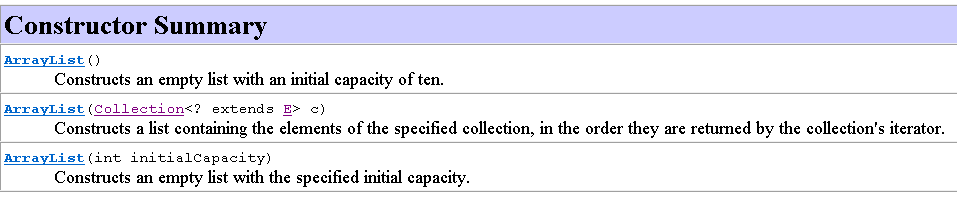 Constructor Summary
ArrayList()
Constructs an empty list with an initial capacity of ten.
ArrayList(Collection<? extends E> c)
Constructs a list containing the elements of the specified collection, in the order they are returned by the collection's iterator.
ArrayList(int initialCapacity)
Constructs an empty list with the specified initial capacity.